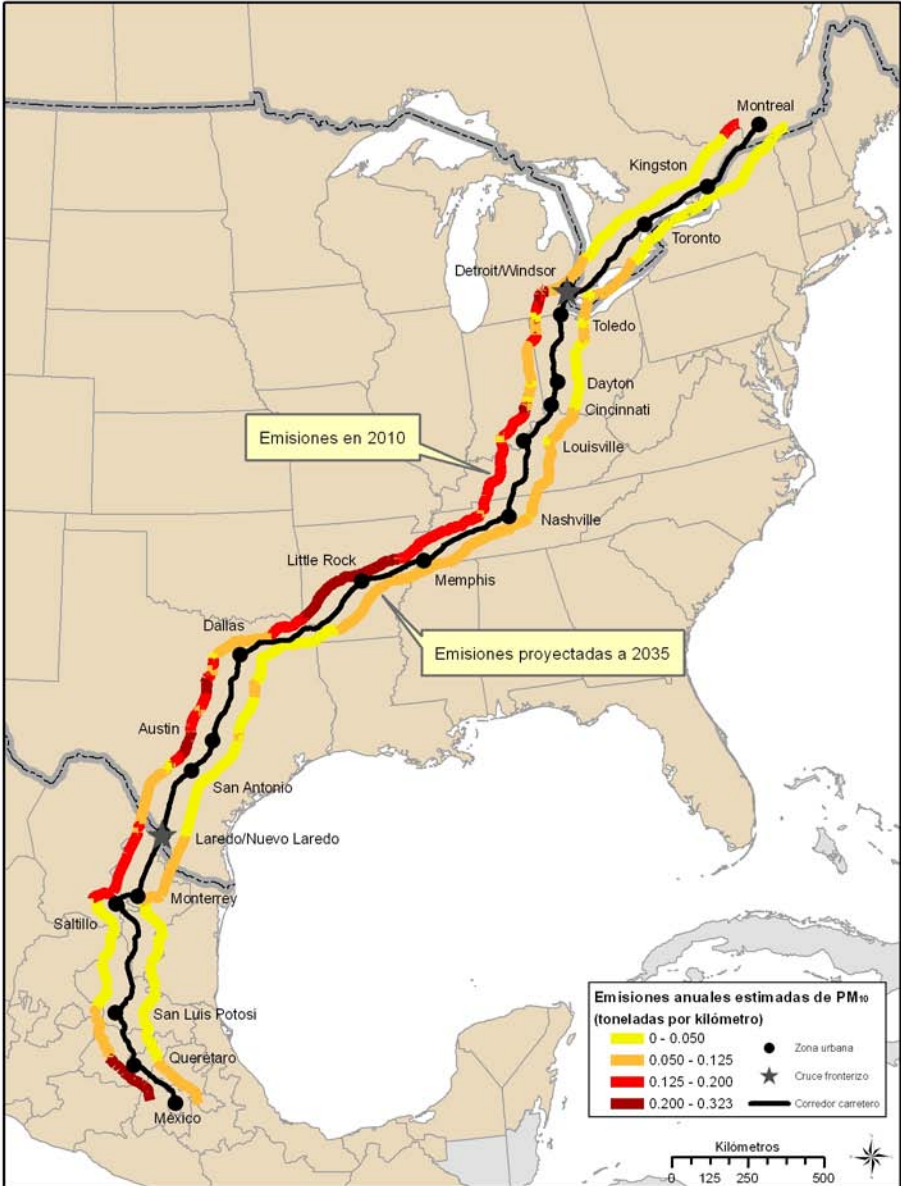 Montreal
Kingston
Toronto
Detroit/Windsor
Toledo
Dayton
Cincinnati
Emisiones en 2010
Louisville
Nashville
Little Rock
Memphis
Dallas
Emisiones proyectadas a 2035
Austin
San Antonio
Laredo/Nuevo Laredo
Monterrey
Saltillo
San Luis Potosi
Querétaro
México
Emisiones anuales estimadas de PM₁₀
(toneladas por kilómetro)
0 - 0.050
0.050 - 0.125
0.125 - 0.200
0.200 - 0.323
Zona urbana
Cruce fronterizo
Corredor carretero
Kilómetros
0 125 250 500